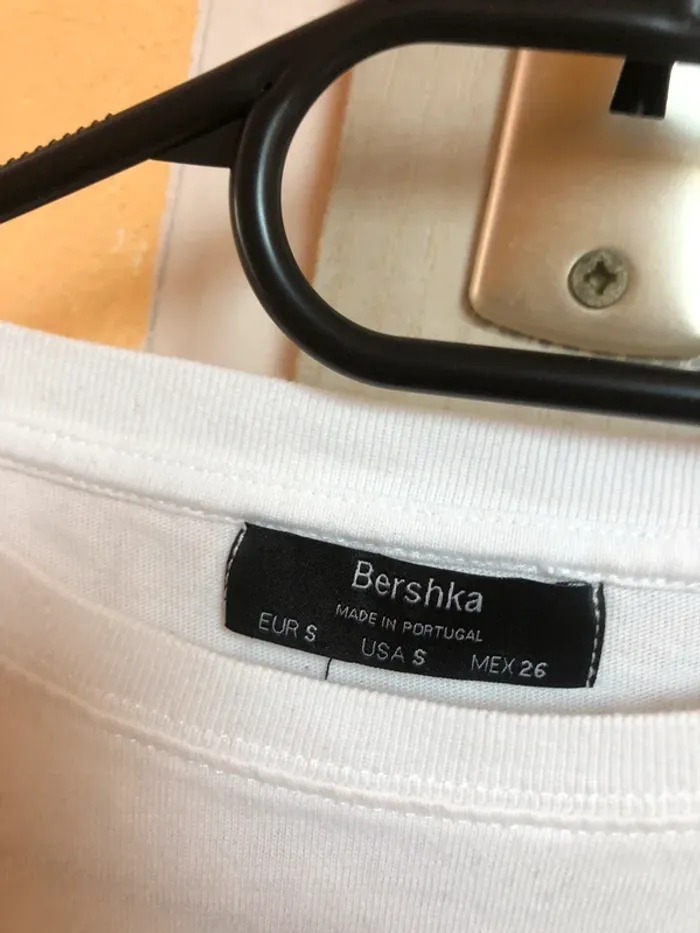 Bershka
MADE IN PORTUGAL
EUR S USA S MEX 26